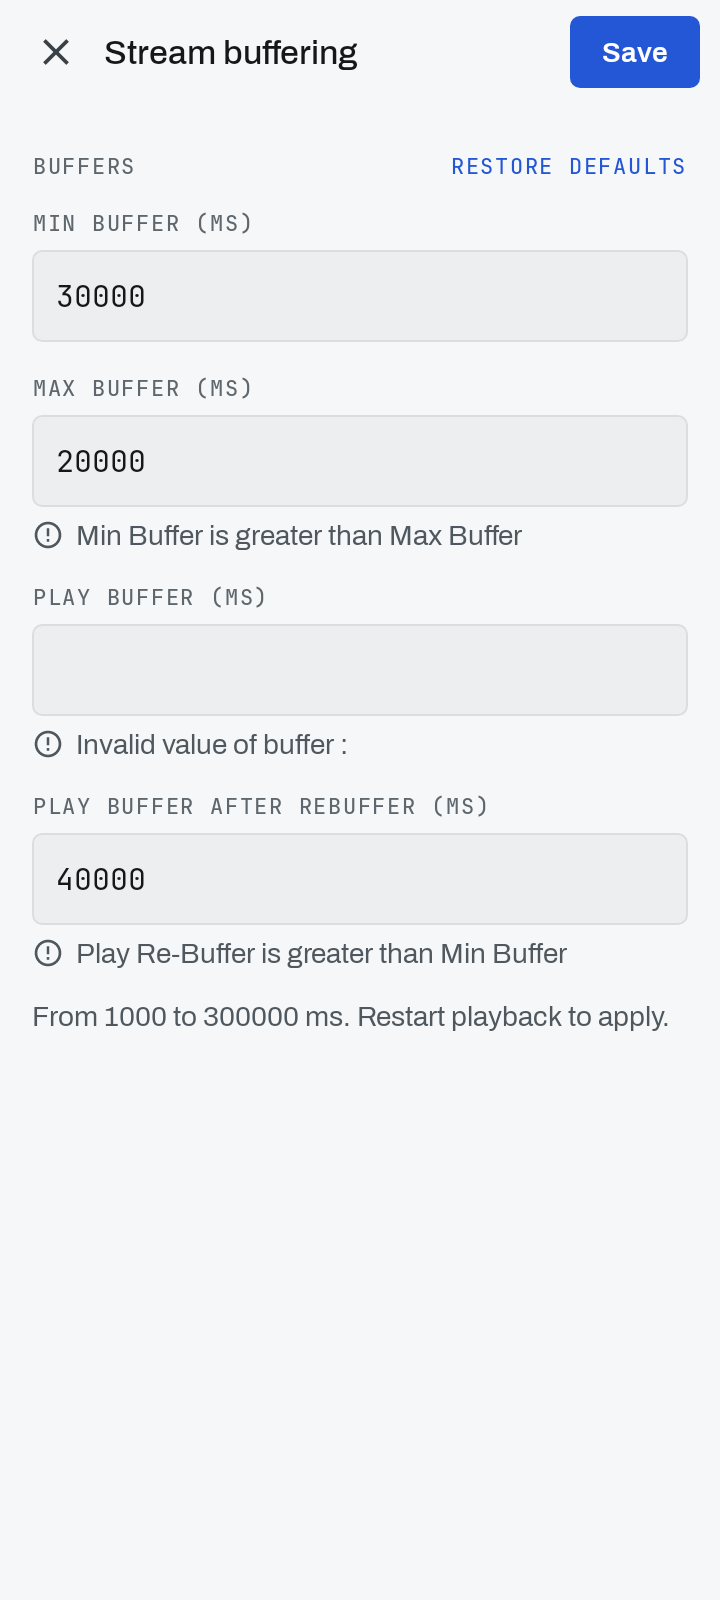 Stream buffering
Save
BUFFERS
RESTORE DEFAULTS
MIN BUFFER (MS)
30000
MAX BUFFER (MS)
20000
Min Buffer is greater than Max Buffer
PLAY BUFFER (MS)
Invalid value of buffer :
PLAY BUFFER AFTER REBUFFER (MS)
40000
Play Re-Buffer is greater than Min Buffer
From 1000 to 300000 ms. Restart playback to apply.